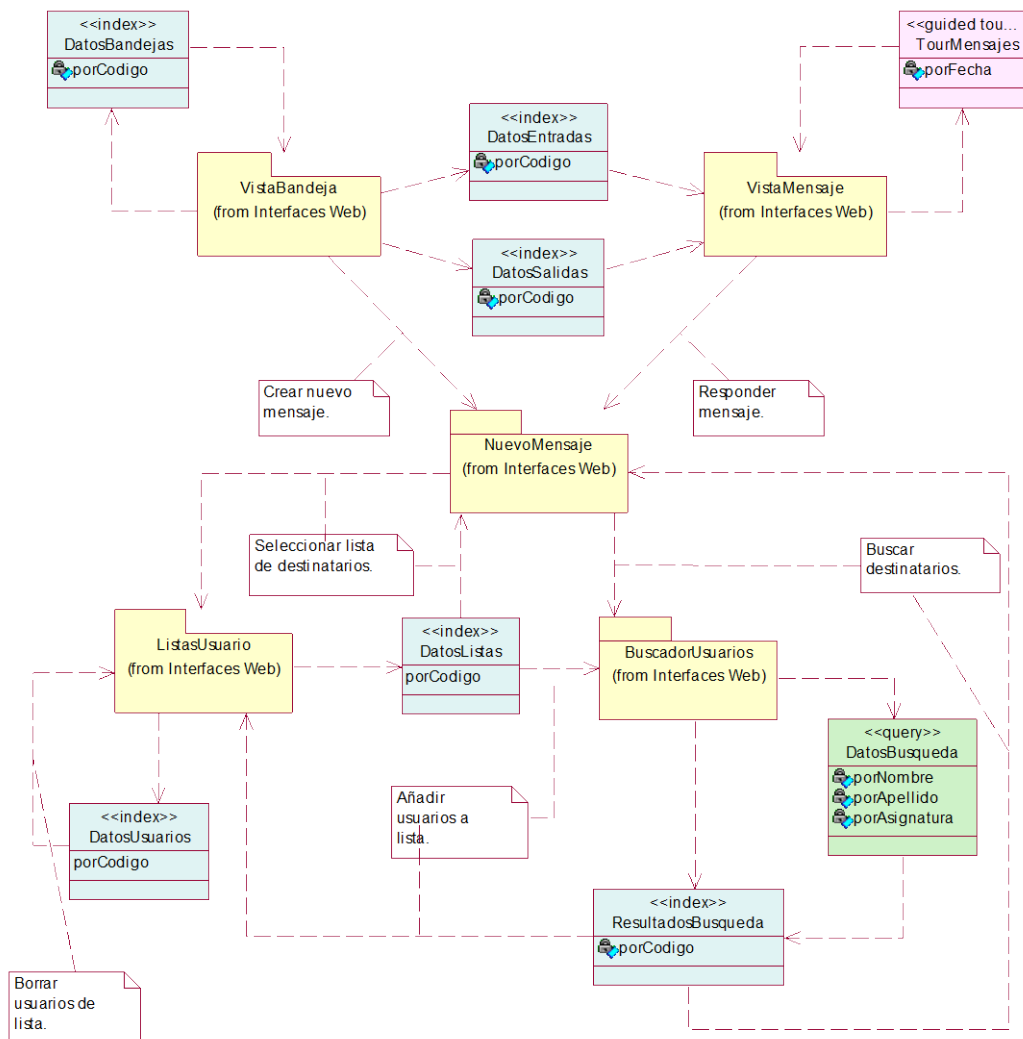 <<index>>
DatosBandejas
porCodigo
<<guided tou...
TourMensajes
porFecha
<<index>>
DatosEntradas
porCodigo
VistaBandeja
(from Interfaces Web)
VistaMensaje
(from Interfaces Web)
<<index>>
DatosSalidas
porCodigo
Crear nuevo
mensaje.
Responder
mensaje.
NuevoMensaje
(from Interfaces Web)
Seleccionar lista
de destinatarios.
Buscar
destinatarios.
ListasUsuario
(from Interfaces Web)
<<index>>
DatosListas
porCodigo
BuscadorUsuarios
(from Interfaces Web)
<<query>>
DatosBusqueda
porNombre
porApellido
porAsignatura
<<index>>
DatosUsuarios
porCodigo
Añadir
usuarios a
lista.
<<index>>
ResultadosBusqueda
porCodigo
Borrar
usuarios de
lista.